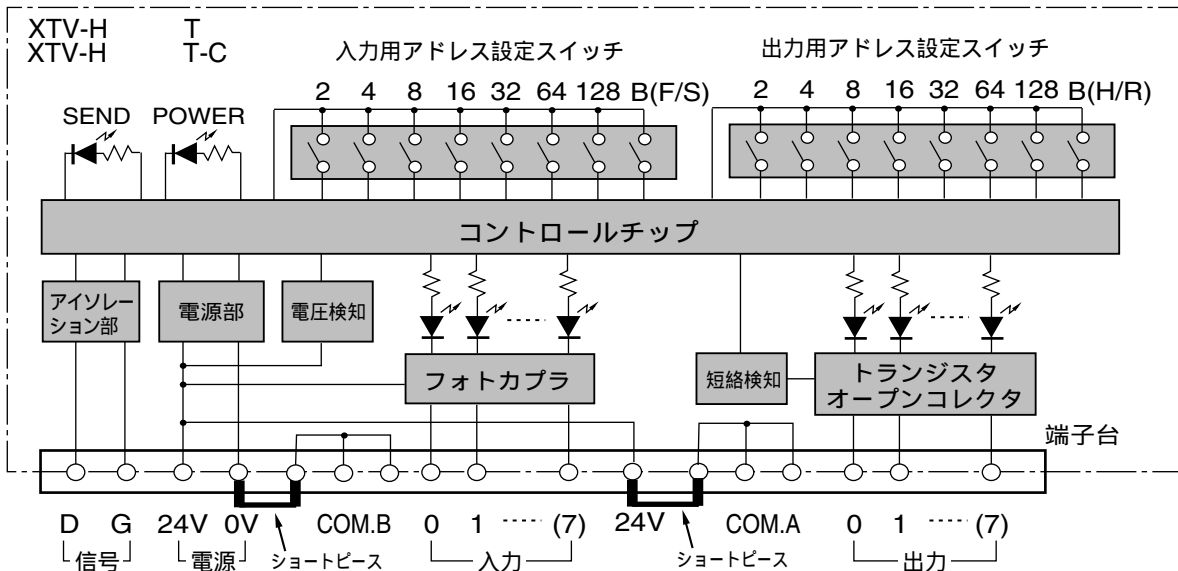 XTV-H T
XTV-H T-C
入力用アドレス設定スイッチ
出力用アドレス設定スイッチ
2 4 8 16 32 64 128 B(F/S)
2 4 8 16 32 64 128 B(H/R)
SEND POWER
コントロールチップ
アイソレー
ション部
電源部
電圧検知
フォトカプラ
短絡検知
トランジスタ
オープンコレクタ
端子台
D G 24V 0V COM.B 0 1 ······ (7) 24V COM.A 0 1 ······ (7)
信号 電源 ショートピース 入力 ショートピース 出力